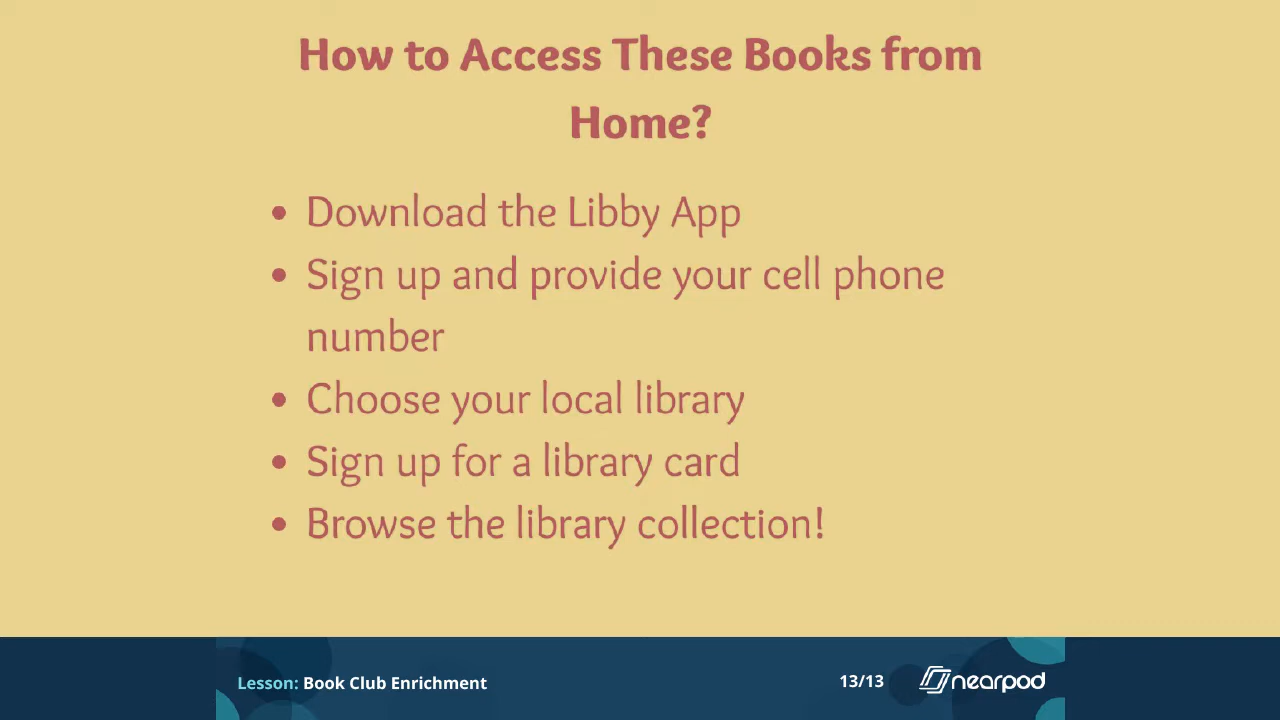 How to Access These Books from
Home?
• Download the Libby App
• Sign up and provide your cell phone
number
• Choose your local library
• Sign up for a library card
• Browse the library collection!
Lesson: Book Club Enrichment
13/13
nearpod